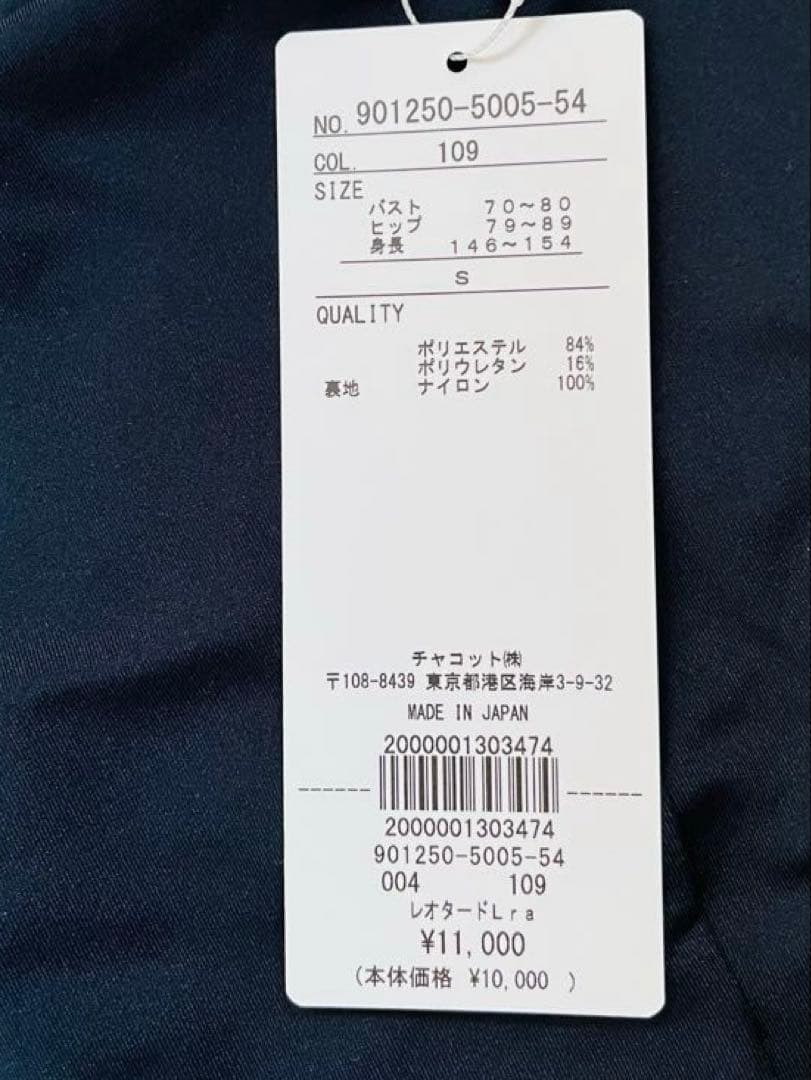 NO. 901250-5005-54
COL. 109
SIZE
バスト 70~80
ヒップ 79~89
身長 146~154
S
QUALITY
ポリエステル 84%
ポリウレタン 16%
裏地 ナイロン 100%
チャコット㈱
〒108-8439 東京都港区海岸3-9-32
MADE IN JAPAN
2000001303474
2000001303474
901250-5005-54
004 109
レオタードLra
¥11,000
(本体価格 ¥10,000 )